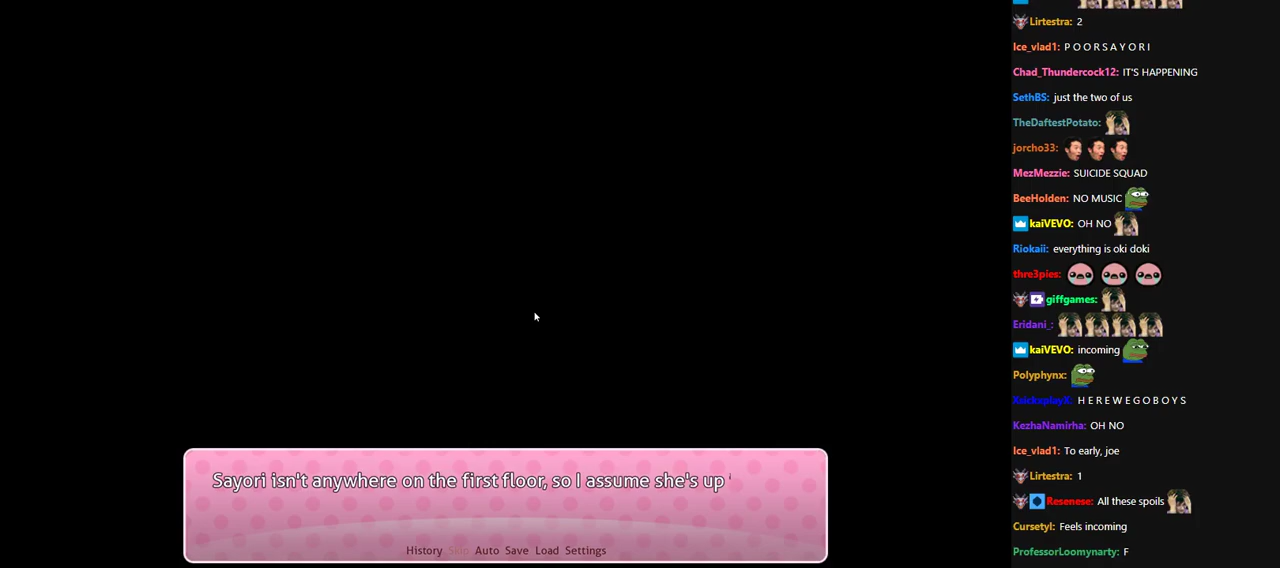 Lirtestra: 2
Ice_vlad1: P O O R S A Y O R I
Chad_Thundercock12: IT'S HAPPENING
SethBS: just the two of us
TheDaftestPotato:
jorcho33:
MezMezzie: SUICIDE SQUAD
BeeHolden: NO MUSIC
kaiVEVO: OH NO
Riokaii: everything is oki doki
thre3pies:
giffgames:
Eridani_:
kaiVEVO: incoming
Polyphynx:
H E R E W E G O B O Y S
KezhaNamirha: OH NO
Ice_vlad1: To early, joe
Lirtestra: 1
Resenese: All these spoils
Cursetyl: Feels incoming
ProfessorLoomynarty: F
Sayori isn't anywhere on the first floor, so I assume she's up
History Skip Auto Save Load Settings